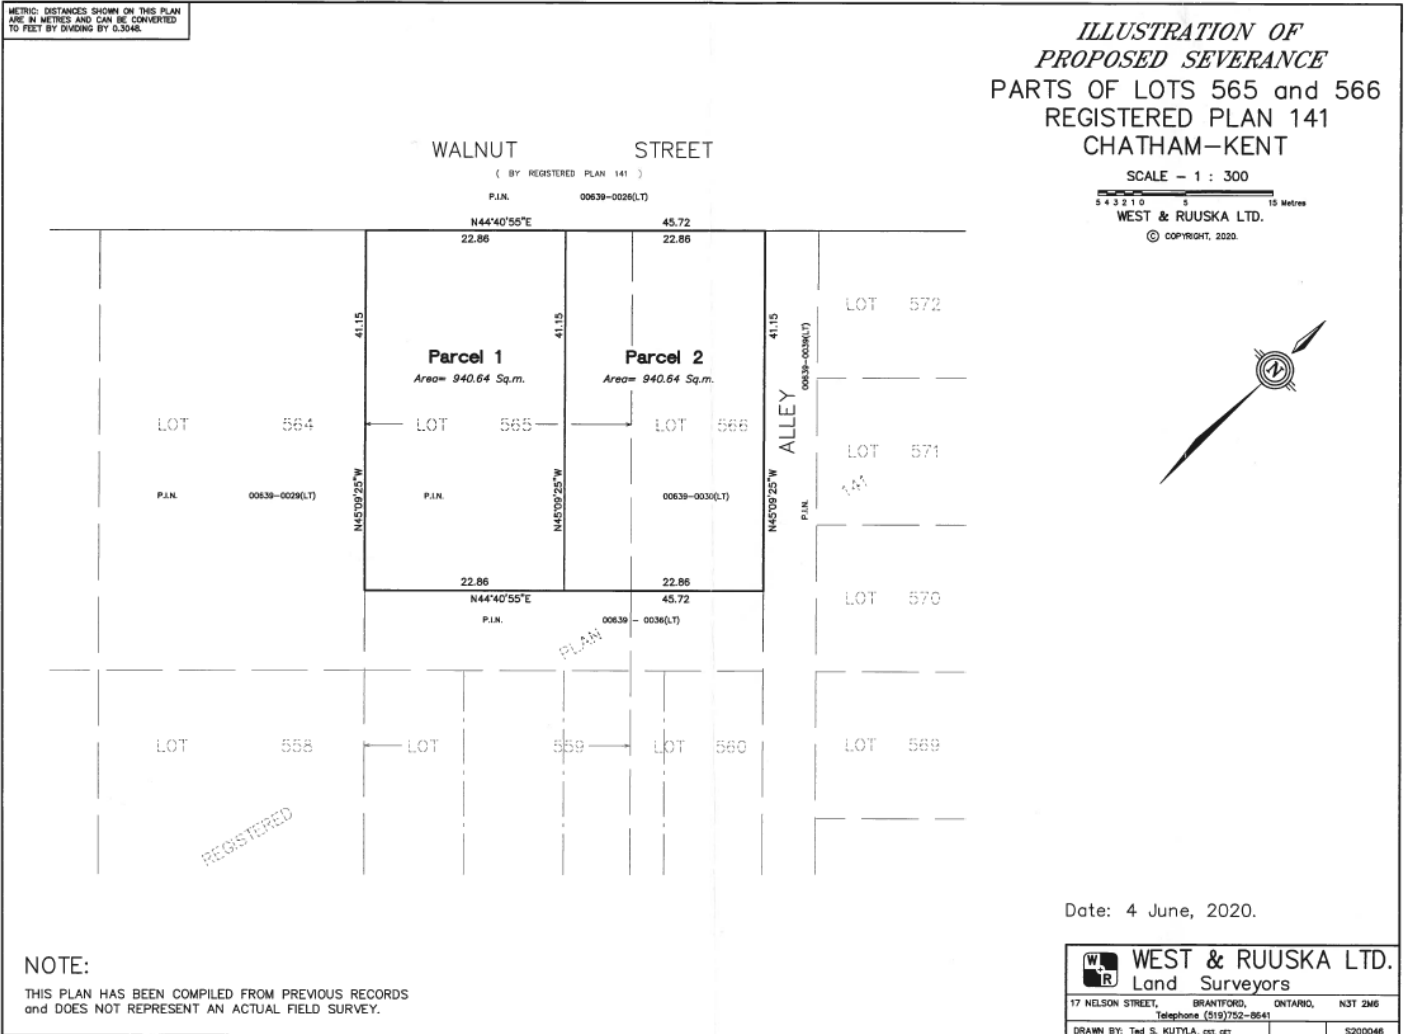 METRIC: DISTANCES SHOWN ON THIS PLAN
ARE IN METRES AND CAN BE CONVERTED
TO FEET BY DIVIDING BY 0.3048.
ILLUSTRATION OF
PROPOSED SEVERANCE
PARTS OF LOTS 565 and 566
REGISTERED PLAN 141
CHATHAM-KENT
SCALE - 1 : 300
5 4 3 2 1 0 5 15 Metres
WEST & RUUSKA LTD.
© COPYRIGHT, 2020.
WALNUT STREET
( BY REGISTERED PLAN 141 )
P.I.N. 00639-0026(LT)
N44°40'55"E 45.72
22.86 22.86
41.15 41.15 41.15
Parcel 1 Parcel 2
Area= 940.64 Sq.m. Area= 940.64 Sq.m.
LOT 572
00639-0039(LT)
ALLEY
P.I.N.
LOT 564 LOT 565 LOT 566
LOT 571
141
P.I.N. 00639-0029(LT) P.I.N. 00639-0030(LT)
N45°09'25"W N45°09'25"W N45°09'25"W
N
22.86 22.86
N44°40'55"E 45.72
P.I.N. 00639 - 0036(LT)
LOT 570
PLAN
LOT 558 LOT 559 LOT 560 LOT 569
REGISTERED
Date: 4 June, 2020.
NOTE:
THIS PLAN HAS BEEN COMPILED FROM PREVIOUS RECORDS
and DOES NOT REPRESENT AN ACTUAL FIELD SURVEY.
W+R
WEST & RUUSKA LTD.
Land Surveyors
17 NELSON STREET, BRANTFORD, ONTARIO, N3T 2M6
Telephone (519)752-8641
DRAWN BY: Ted S. KUTYLA, CST, CET S200046